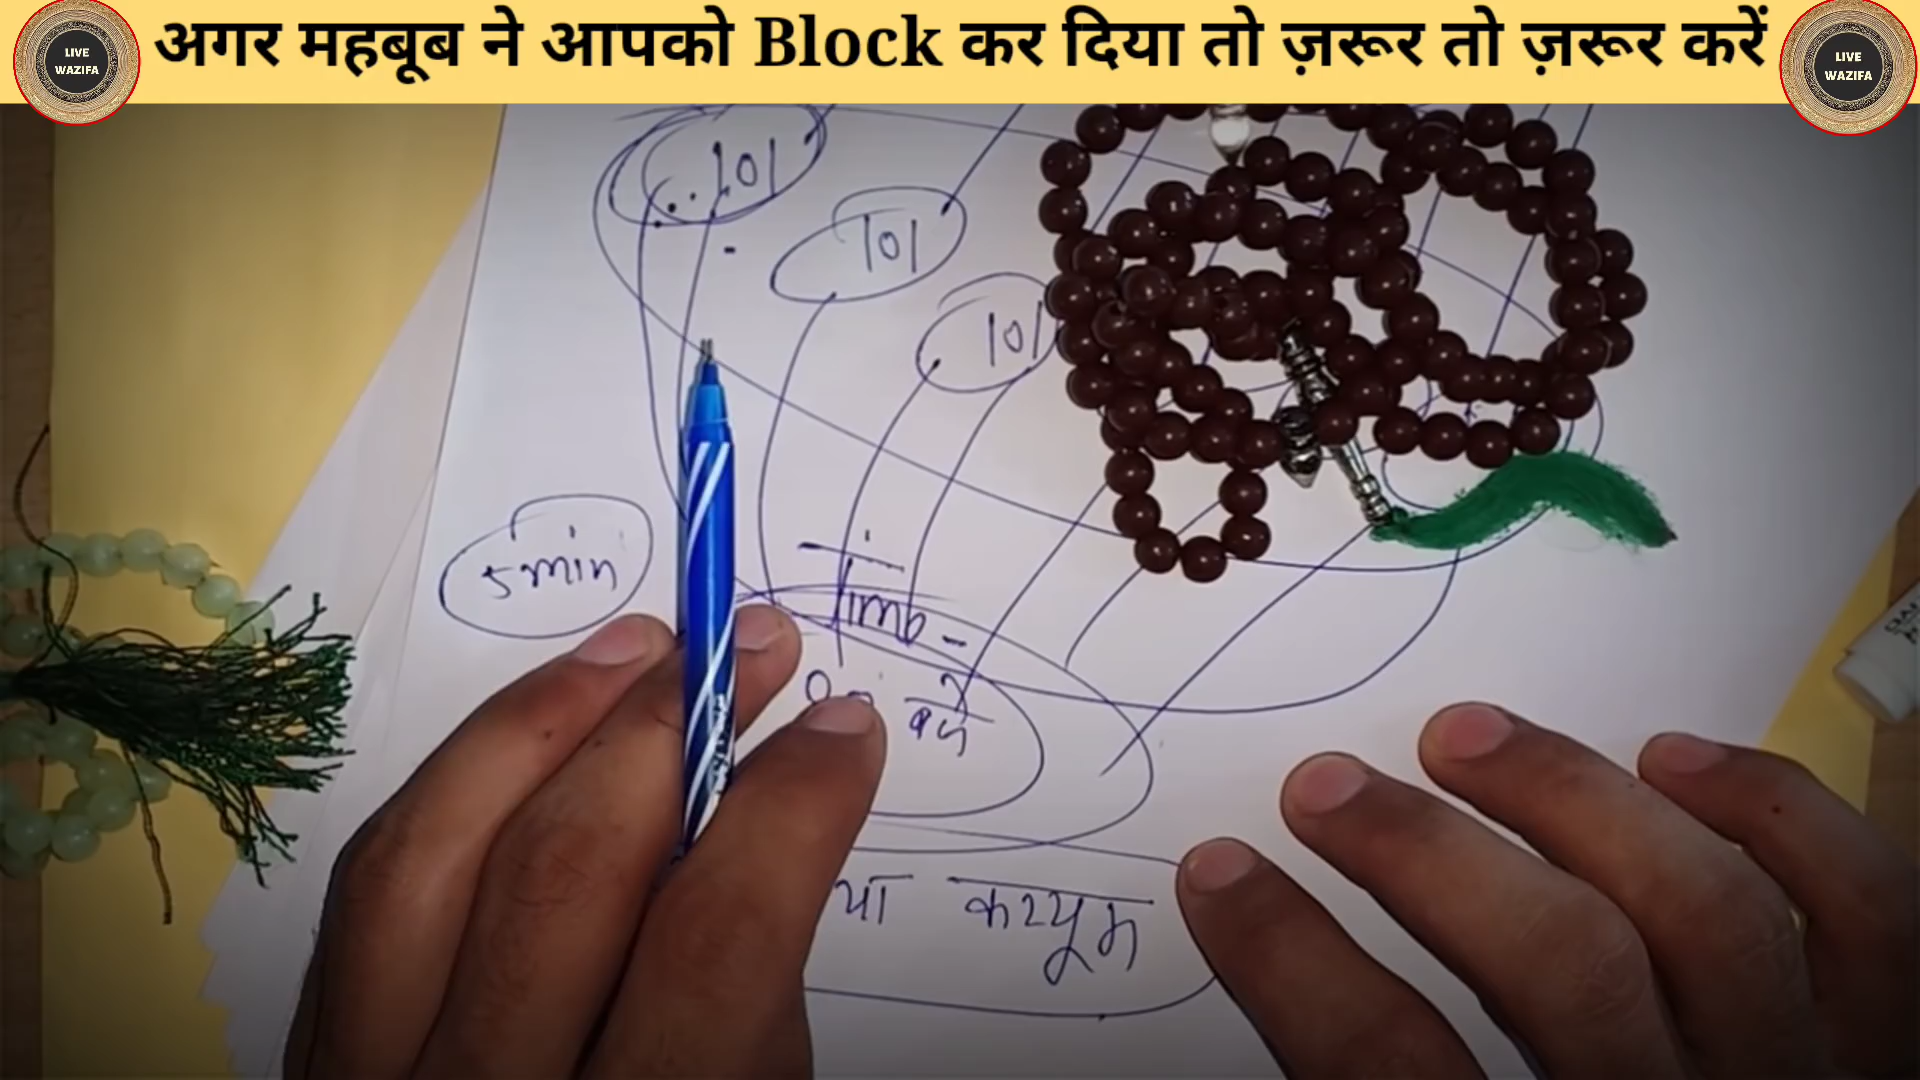 अगर महबूब ने आपको Block कर दिया तो ज़रूर तो ज़रूर करें
LIVE
WAZIFA
LIVE
WAZIFA
101
101
101
5 min
Time -
बजे
या कय्यूम